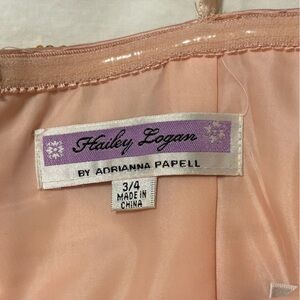 Hailey Logan
BY ADRIANNA PAPELL
3/4
MADE IN
CHINA